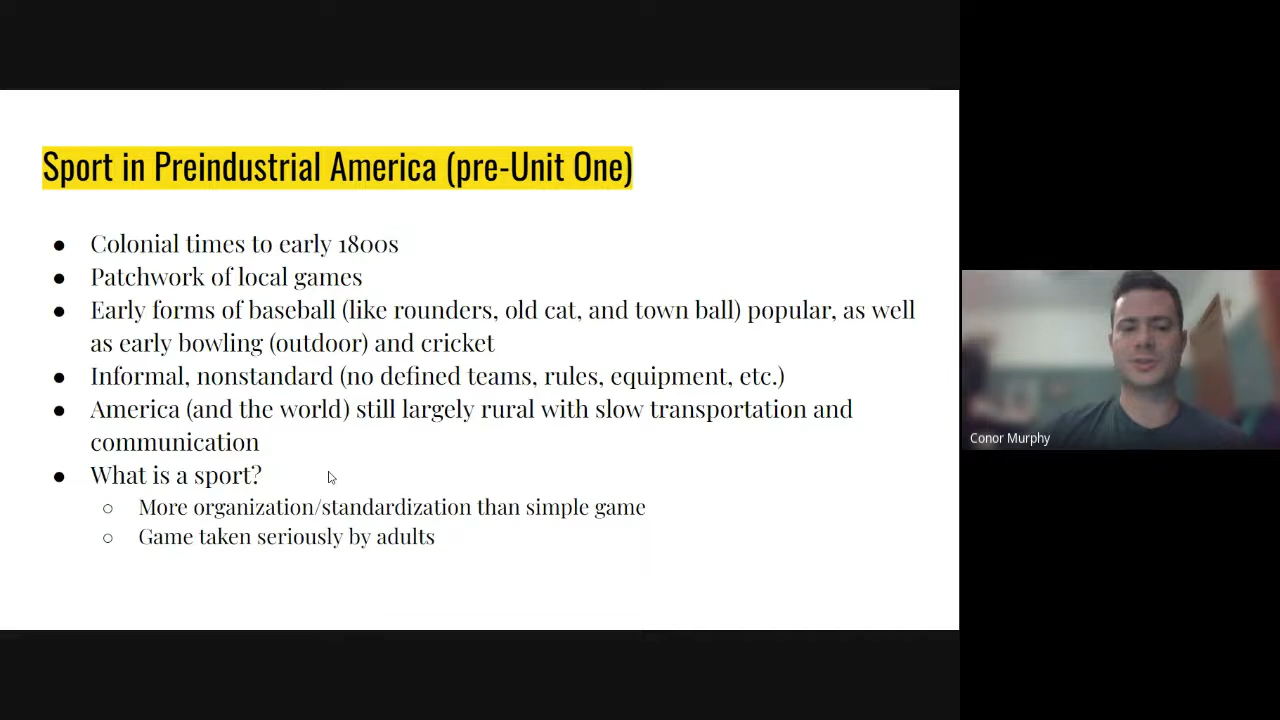 Sport in Preindustrial America (pre-Unit One)
● Colonial times to early 1800s
● Patchwork of local games
● Early forms of baseball (like rounders, old cat, and town ball) popular, as well
as early bowling (outdoor) and cricket
● Informal, nonstandard (no defined teams, rules, equipment, etc.)
● America (and the world) still largely rural with slow transportation and
communication
● What is a sport?
○ More organization/standardization than simple game
○ Game taken seriously by adults
Conor Murphy